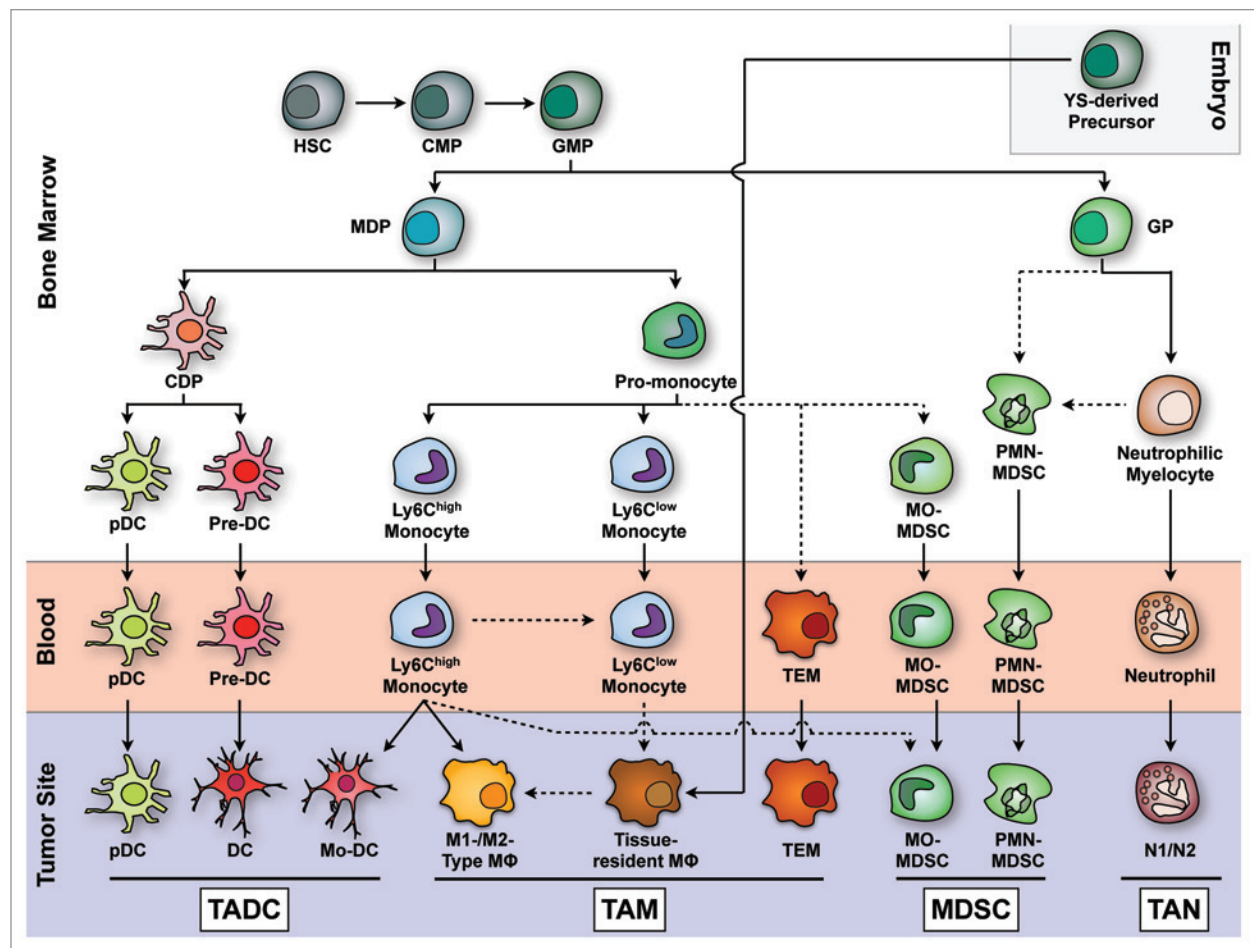 Embryo
YS-derived
Precursor
HSC
CMP
GMP
Bone Marrow
MDP
GP
CDP
Pro-monocyte
pDC
Pre-DC
Ly6Chigh
Monocyte
Ly6Clow
Monocyte
MO-
MDSC
PMN-
MDSC
Neutrophilic
Myelocyte
Blood
pDC
Pre-DC
Ly6Chigh
Monocyte
Ly6Clow
Monocyte
TEM
MO-
MDSC
PMN-
MDSC
Neutrophil
Tumor Site
pDC
DC
Mo-DC
M1-/M2-
Type MΦ
Tissue-
resident MΦ
TEM
MO-
MDSC
PMN-
MDSC
N1/N2
TADC
TAM
MDSC
TAN